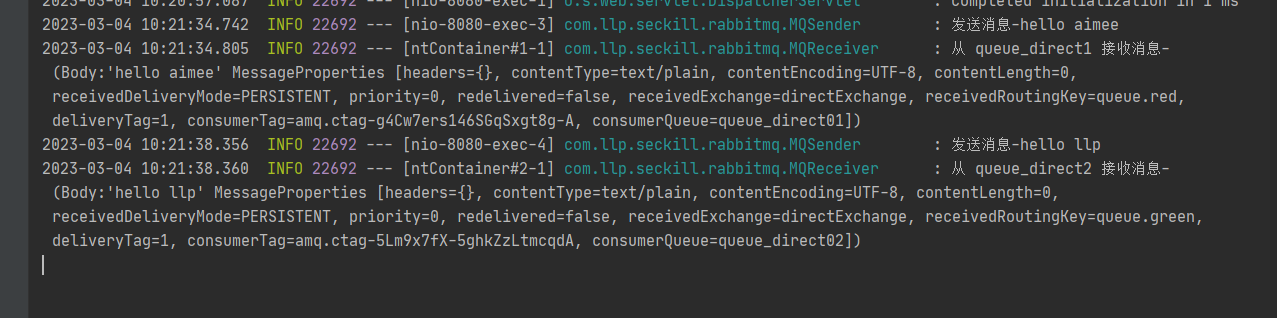 2023-03-04 10:20:57.087  INFO 22692 --- [nio-8080-exec-1] o.s.web.servlet.DispatcherServlet        : Completed initialization in 1 ms
2023-03-04 10:21:34.742  INFO 22692 --- [nio-8080-exec-3] com.llp.seckill.rabbitmq.MQSender        : 发送消息-hello aimee
2023-03-04 10:21:34.805  INFO 22692 --- [ntContainer#1-1] com.llp.seckill.rabbitmq.MQReceiver      : 从 queue_direct1 接收消息-
(Body:'hello aimee' MessageProperties [headers={}, contentType=text/plain, contentEncoding=UTF-8, contentLength=0,
receivedDeliveryMode=PERSISTENT, priority=0, redelivered=false, receivedExchange=directExchange, receivedRoutingKey=queue.red,
deliveryTag=1, consumerTag=amq.ctag-g4Cw7ers146SGqSxgt8g-A, consumerQueue=queue_direct01])
2023-03-04 10:21:38.356  INFO 22692 --- [nio-8080-exec-4] com.llp.seckill.rabbitmq.MQSender        : 发送消息-hello llp
2023-03-04 10:21:38.360  INFO 22692 --- [ntContainer#2-1] com.llp.seckill.rabbitmq.MQReceiver      : 从 queue_direct2 接收消息-
(Body:'hello llp' MessageProperties [headers={}, contentType=text/plain, contentEncoding=UTF-8, contentLength=0,
receivedDeliveryMode=PERSISTENT, priority=0, redelivered=false, receivedExchange=directExchange, receivedRoutingKey=queue.green,
deliveryTag=1, consumerTag=amq.ctag-5Lm9x7fX-5ghkZzLtmcqdA, consumerQueue=queue_direct02])